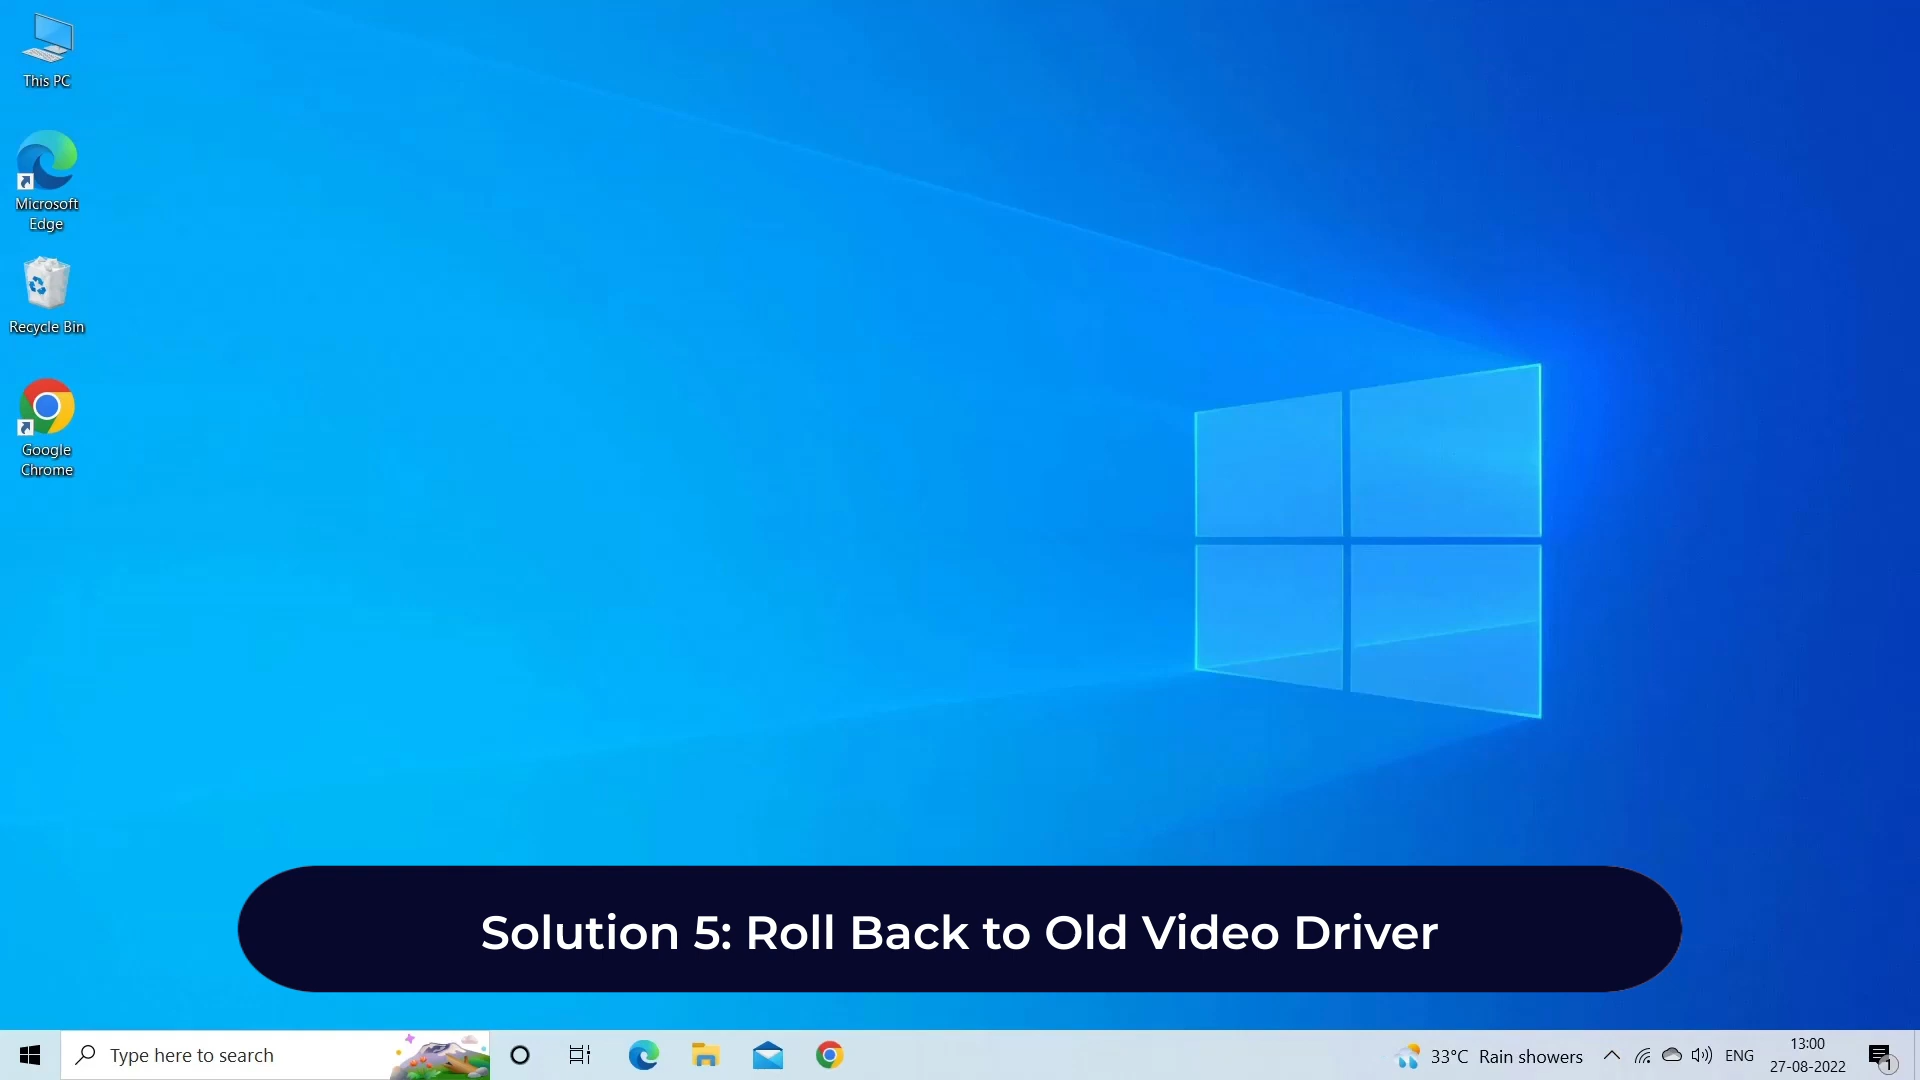 This PC
Microsoft
Edge
Recycle Bin
Google
Chrome
Solution 5: Roll Back to Old Video Driver
Type here to search
33°C Rain showers
ENG
13:00
27-08-2022
1